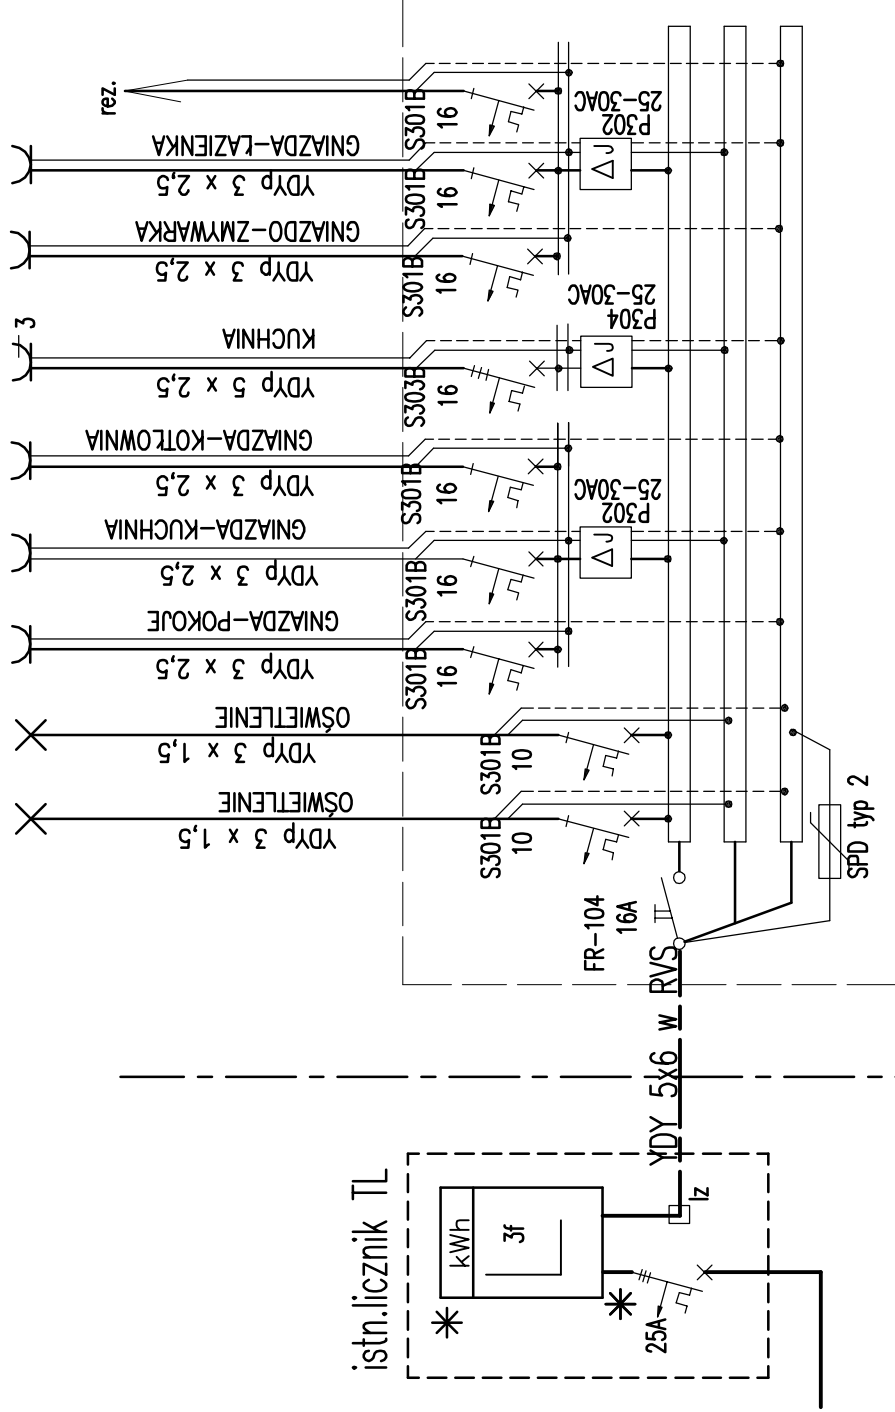 rez.
S301B
16
P302
25-30AC
GNIAZDA-ŁAZIENKA
YDYp 3 x 2,5
S301B
16
GNIAZDO-ZMYWARKA
YDYp 3 x 2,5
S301B
16
P304
25-30AC
3
KUCHNIA
YDYp 5 x 2,5
S303B
16
GNIAZDA-KOTŁOWNIA
YDYp 3 x 2,5
S301B
16
P302
25-30AC
GNIAZDA-KUCHNIA
YDYp 3 x 2,5
S301B
16
GNIAZDA-POKOJE
YDYp 3 x 2,5
S301B
16
OŚWIETLENIE
YDYp 3 x 1,5
S301B
10
OŚWIETLENIE
YDYp 3 x 1,5
S301B
10
SPD typ 2
FR-104
16A
YDY 5x6 w RVS
istn.licznik TL
kWh
3f
lz
25A